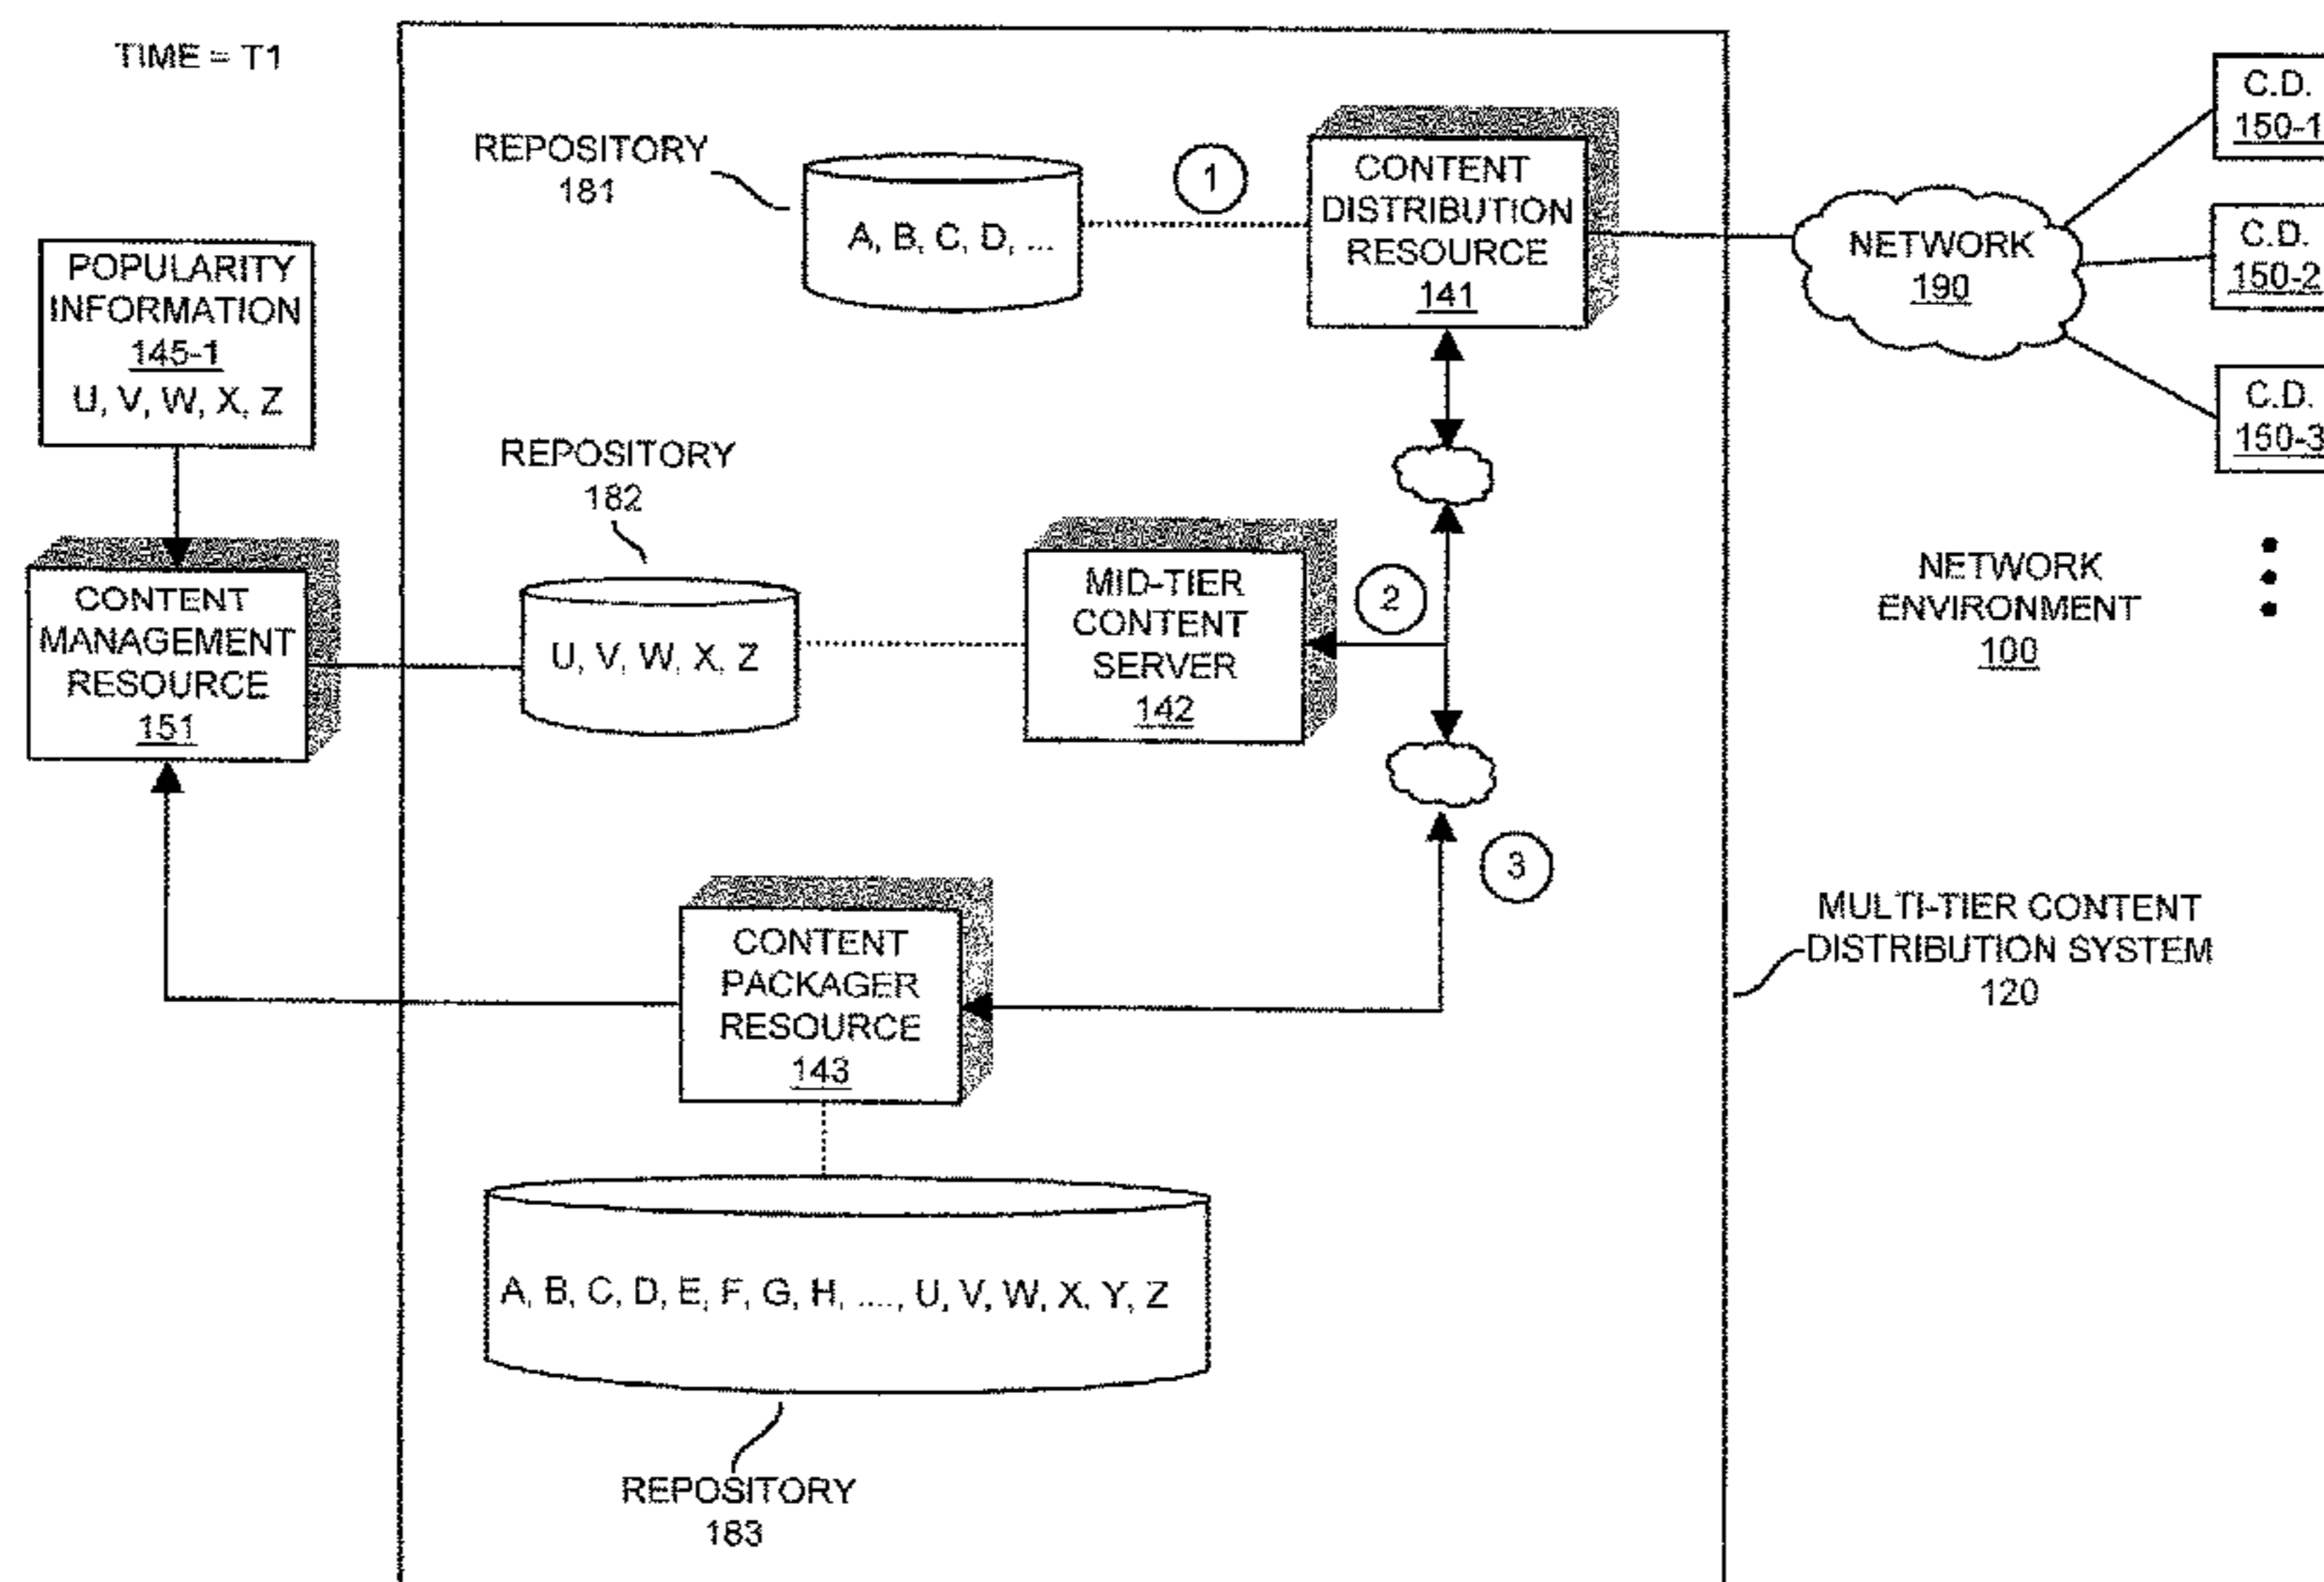 TIME = T1
REPOSITORY
181
A, B, C, D, ...
1
CONTENT
DISTRIBUTION
RESOURCE
141
NETWORK
190
C.D.
150-1
C.D.
150-2
C.D.
150-3
POPULARITY
INFORMATION
145-1
U, V, W, X, Z
CONTENT
MANAGEMENT
RESOURCE
151
REPOSITORY
182
U, V, W, X, Z
MID-TIER
CONTENT
SERVER
142
2
NETWORK
ENVIRONMENT
100
3
CONTENT
PACKAGER
RESOURCE
143
MULTI-TIER CONTENT
DISTRIBUTION SYSTEM
120
A, B, C, D, E, F, G, H, ...., U, V, W, X, Y, Z
REPOSITORY
183